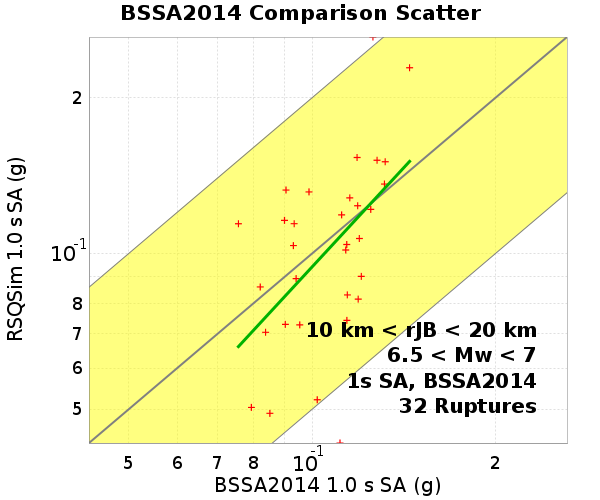 BSSA2014 Comparison Scatter
RSQSim 1.0 s SA (g)
2
10-1
8
7
6
5
10 km < rJB < 20 km
6.5 < Mw < 7
1s SA, BSSA2014
32 Ruptures
5 6 7 8 10-1 2
BSSA2014 1.0 s SA (g)